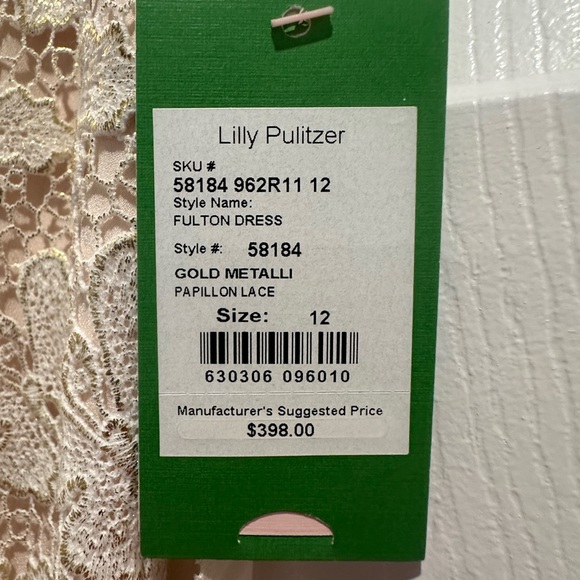 Lilly Pulitzer
SKU #
58184 962R11 12
Style Name:
FULTON DRESS
Style #: 58184
GOLD METALLI
PAPILLON LACE
Size: 12
630306 096010
Manufacturer's Suggested Price
$398.00